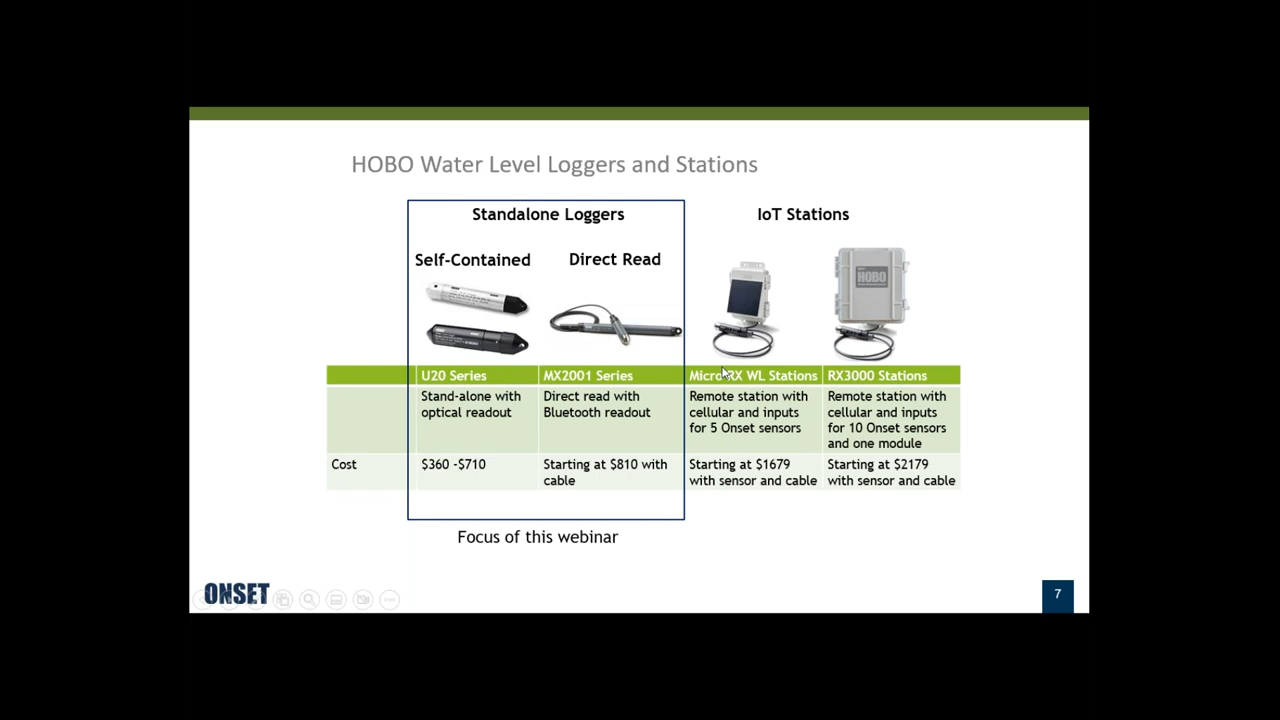 HOBO Water Level Loggers and Stations
Standalone Loggers
IoT Stations
Self-Contained
Direct Read
HOBO
U20 Series
MX2001 Series
MicroRX WL Stations
RX3000 Stations
Stand-alone with
optical readout
Direct read with
Bluetooth readout
Remote station with
cellular and inputs
for 5 Onset sensors
Remote station with
cellular and inputs
for 10 Onset sensors
and one module
Cost
$360 -$710
Starting at $810 with
cable
Starting at $1679
with sensor and cable
Starting at $2179
with sensor and cable
Focus of this webinar
ONSET
7